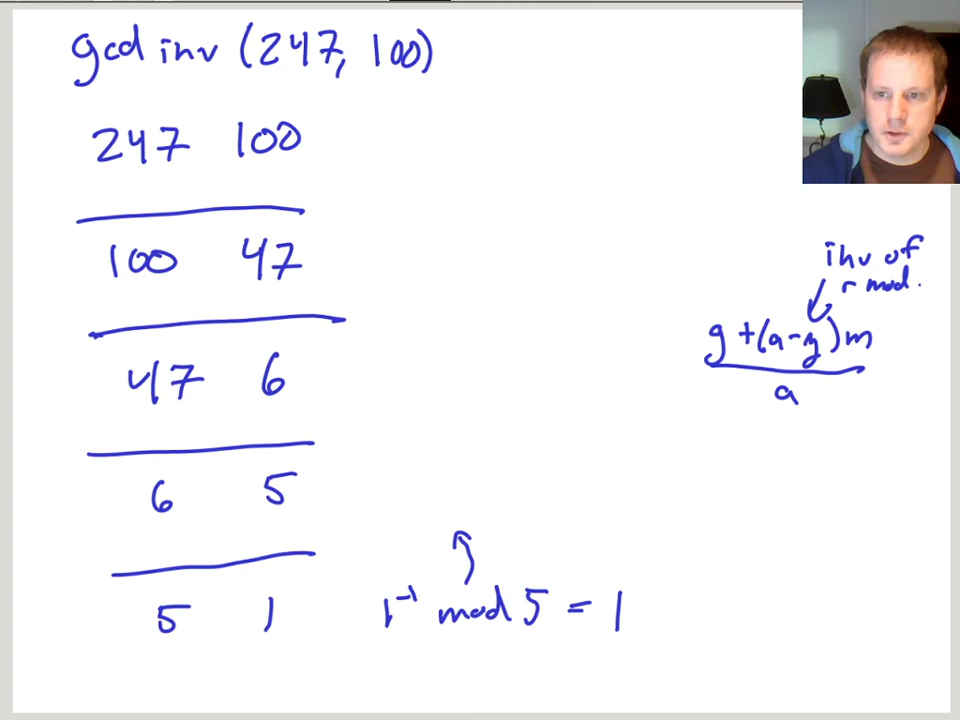 gcd inv (247, 100)
247 100
100 47
inv of
r mod.
g+(a-y)m
a
47 6
6 5
5 1 1⁻¹ mod 5 = 1